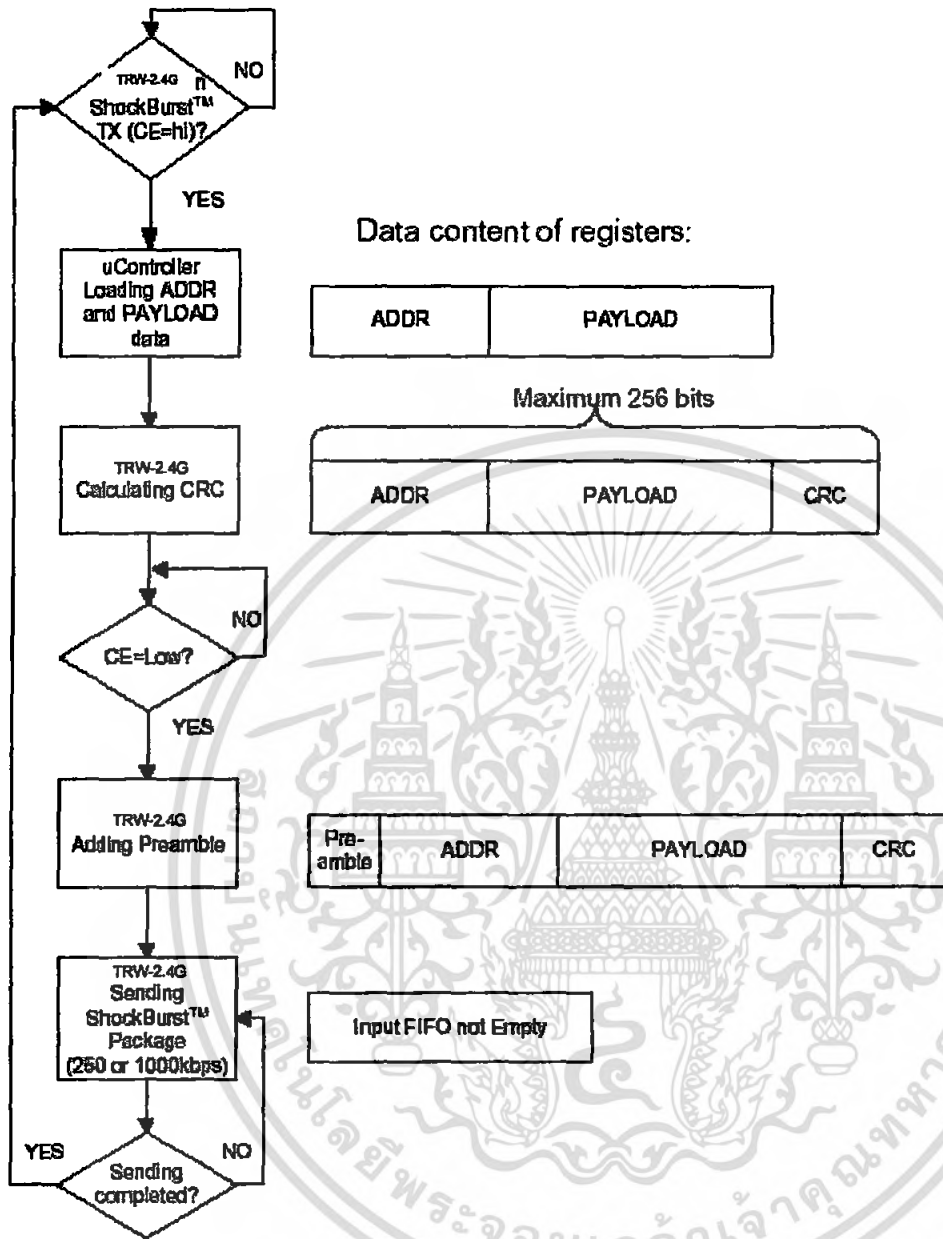 TRW-2.4G n
ShockBurst™
TX (CE=hi)?
NO
YES
Data content of registers:
uController
Loading ADDR
and PAYLOAD
data
ADDR PAYLOAD
Maximum 256 bits
TRW-2.4G
Calculating CRC
ADDR PAYLOAD CRC
NO
CE=Low?
YES
TRW-2.4G
Adding Preamble
Pre-
amble
ADDR PAYLOAD CRC
TRW-2.4G
Sending
ShockBurst™
Package
(250 or 1000kbps)
Input FIFO not Empty
YES
NO
Sending
completed?